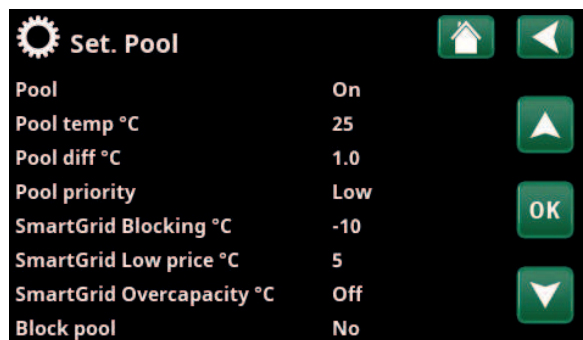 Set. Pool
Pool On
Pool temp °C 25
Pool diff °C 1.0
Pool priority Low
SmartGrid Blocking °C -10
SmartGrid Low price °C 5
SmartGrid Overcapacity °C Off
Block pool No
OK